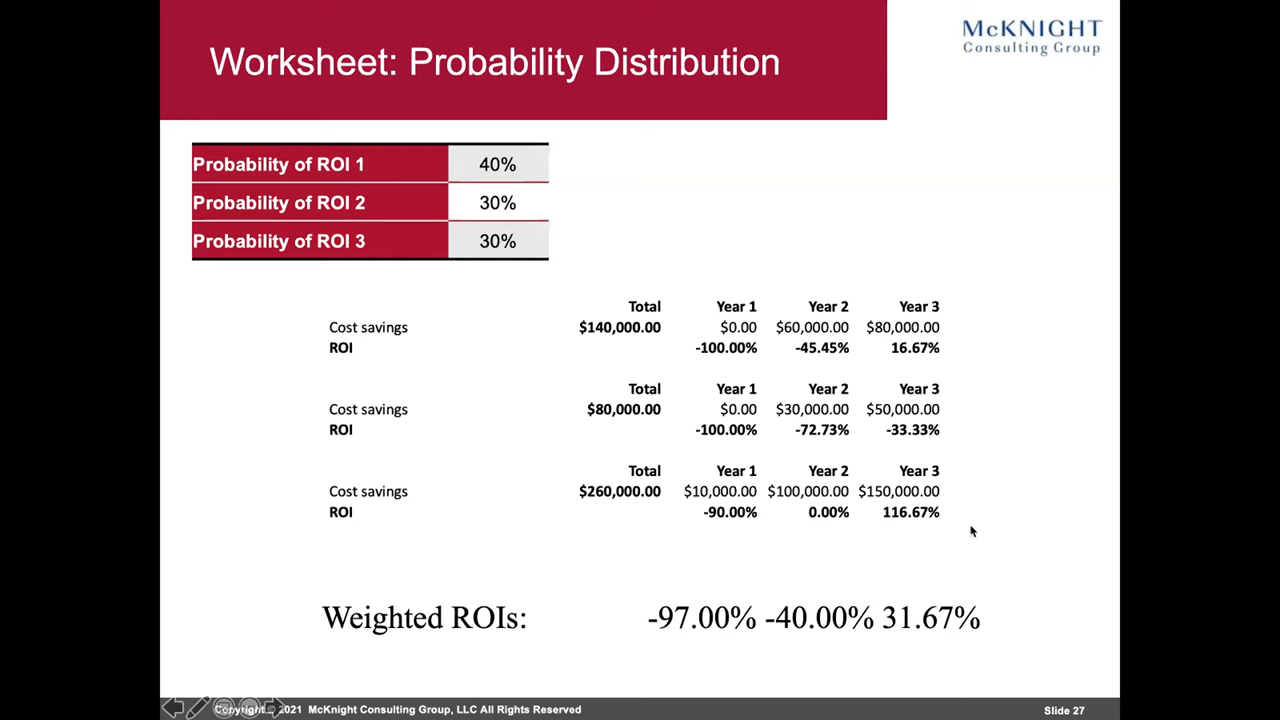 Worksheet: Probability Distribution
McKNIGHT
Consulting Group
Probability of ROI 1 40%
Probability of ROI 2 30%
Probability of ROI 3 30%
Total Year 1 Year 2 Year 3
Cost savings $140,000.00 $0.00 $60,000.00 $80,000.00
ROI -100.00% -45.45% 16.67%
Total Year 1 Year 2 Year 3
Cost savings $80,000.00 $0.00 $30,000.00 $50,000.00
ROI -100.00% -72.73% -33.33%
Total Year 1 Year 2 Year 3
Cost savings $260,000.00 $10,000.00 $100,000.00 $150,000.00
ROI -90.00% 0.00% 116.67%
Weighted ROIs: -97.00% -40.00% 31.67%
Copyright © 2021 McKnight Consulting Group, LLC All Rights Reserved Slide 27